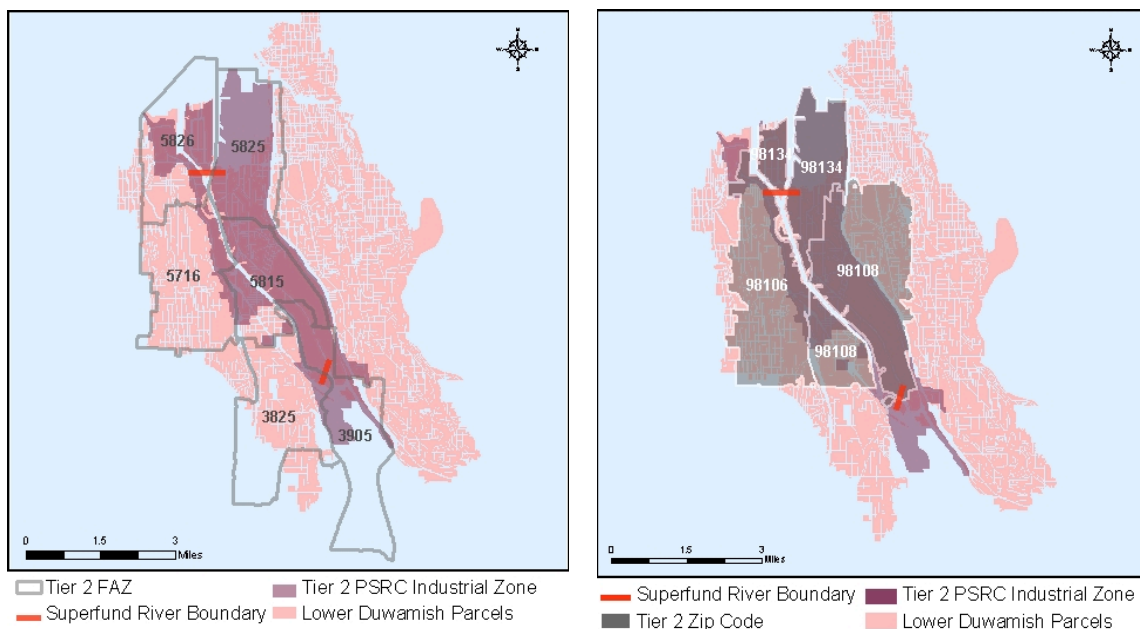 N
W E
S
5826
5825
5716
5815
3825
3905
0 1.5 3
Miles
Tier 2 FAZ
Tier 2 PSRC Industrial Zone
Superfund River Boundary
Lower Duwamish Parcels
N
W E
S
98134
98134
98108
98106
98108
0 1.5 3
Miles
Superfund River Boundary
Tier 2 PSRC Industrial Zone
Tier 2 Zip Code
Lower Duwamish Parcels